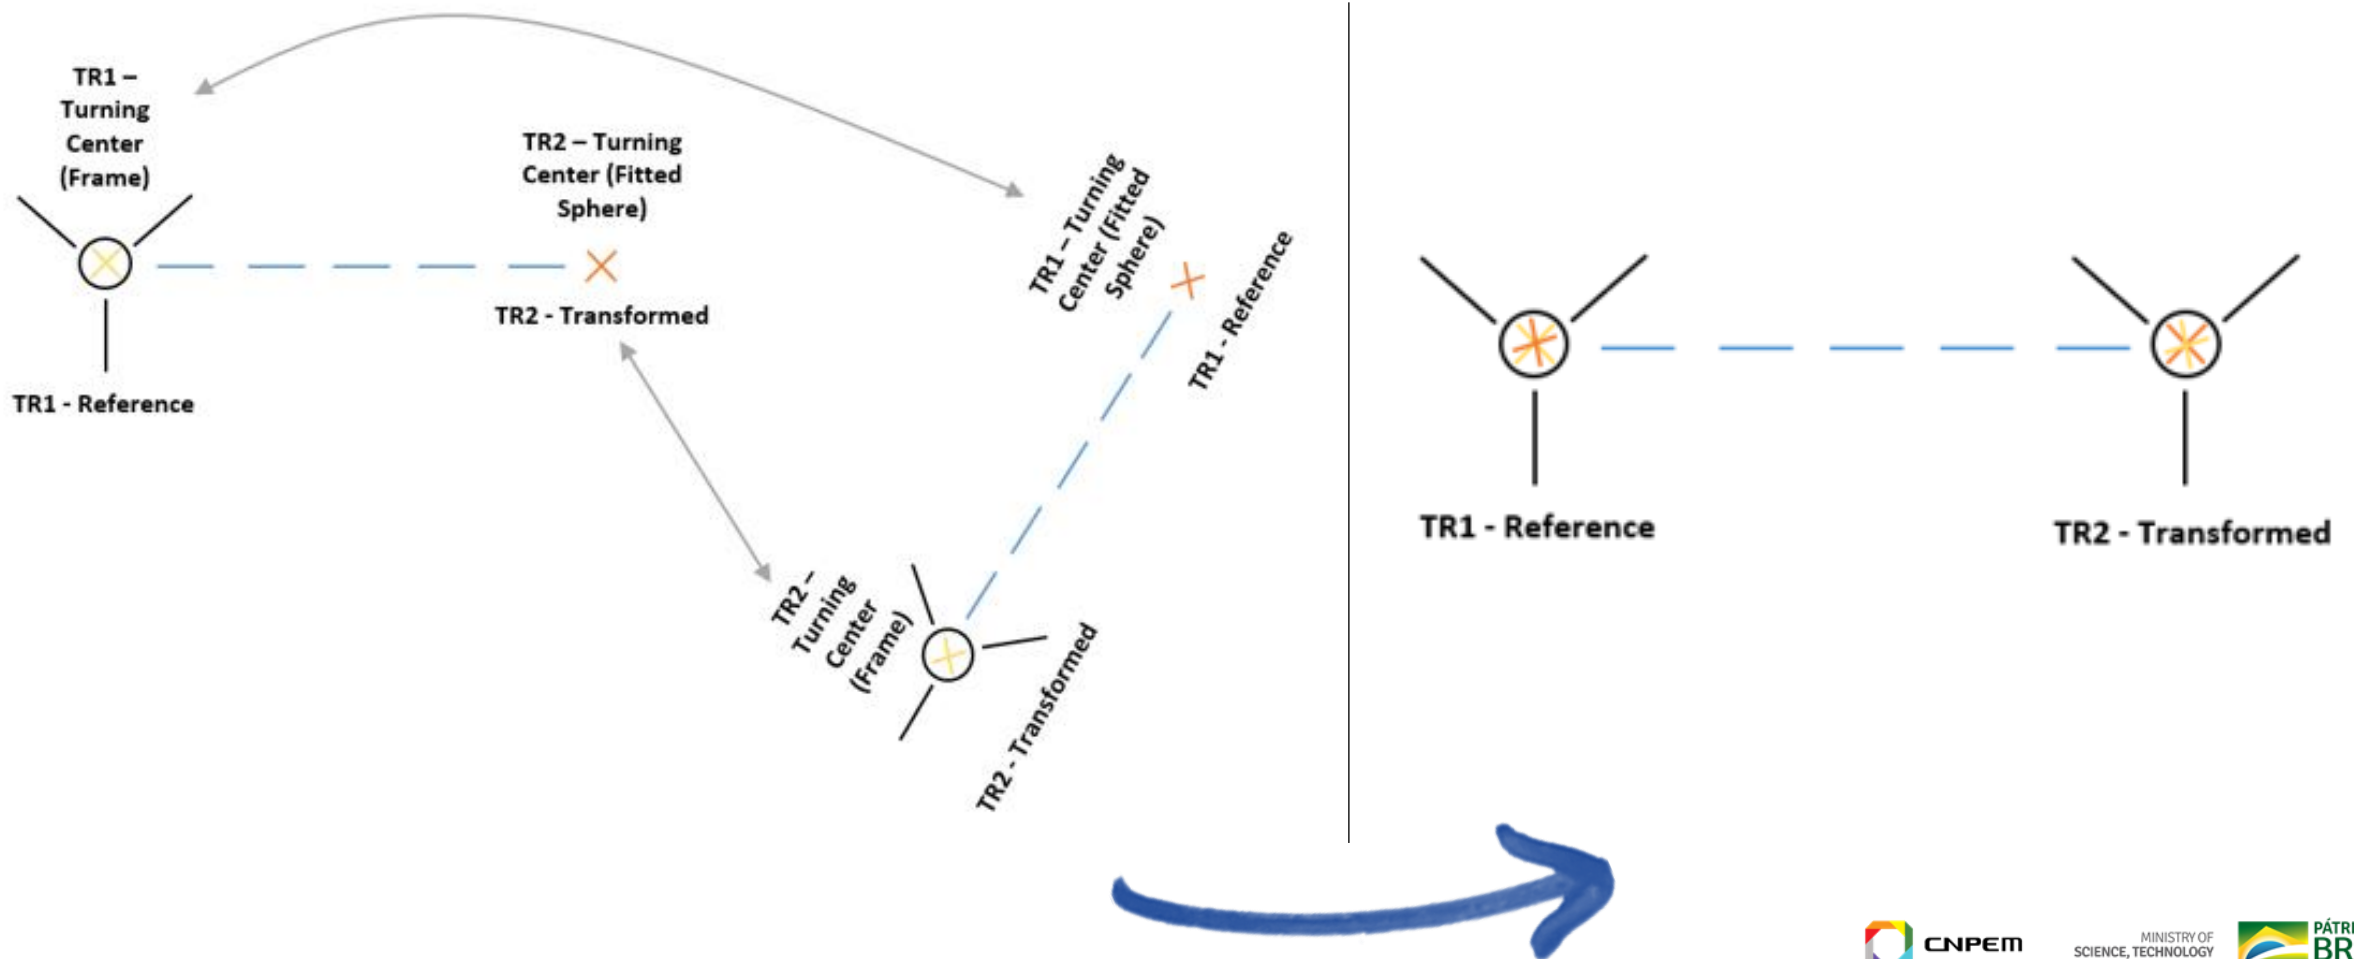 TR1 –
Turning
Center
(Frame)
TR1 - Reference
TR2 – Turning
Center (Fitted
Sphere)
TR2 - Transformed
TR1 – Turning
Center (Fitted
Sphere)
TR1 - Reference
TR2 –
Turning
Center
(Frame)
TR2 - Transformed
TR1 - Reference
TR2 - Transformed
CNPEM
MINISTRY OF
SCIENCE, TECHNOLOGY